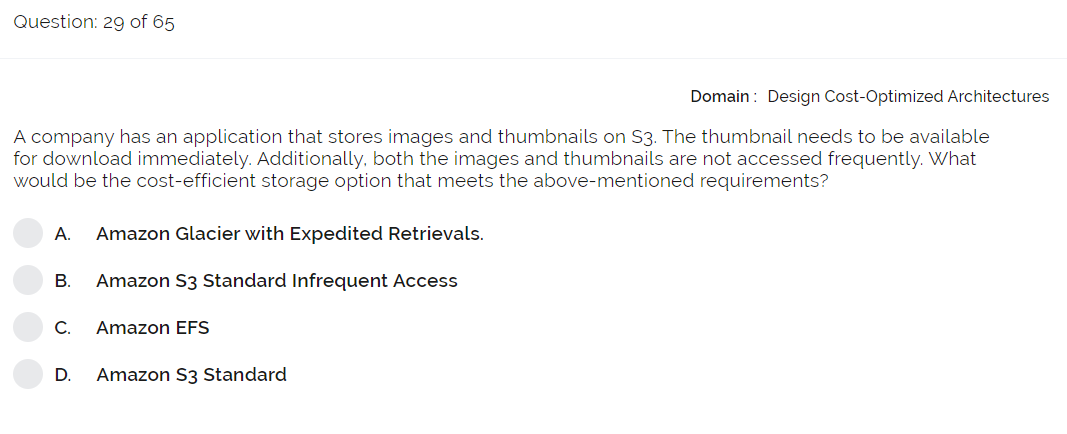 Question: 29 of 65
Domain : Design Cost-Optimized Architectures
A company has an application that stores images and thumbnails on S3. The thumbnail needs to be available
for download immediately. Additionally, both the images and thumbnails are not accessed frequently. What
would be the cost-efficient storage option that meets the above-mentioned requirements?
A. Amazon Glacier with Expedited Retrievals.
B. Amazon S3 Standard Infrequent Access
C. Amazon EFS
D. Amazon S3 Standard